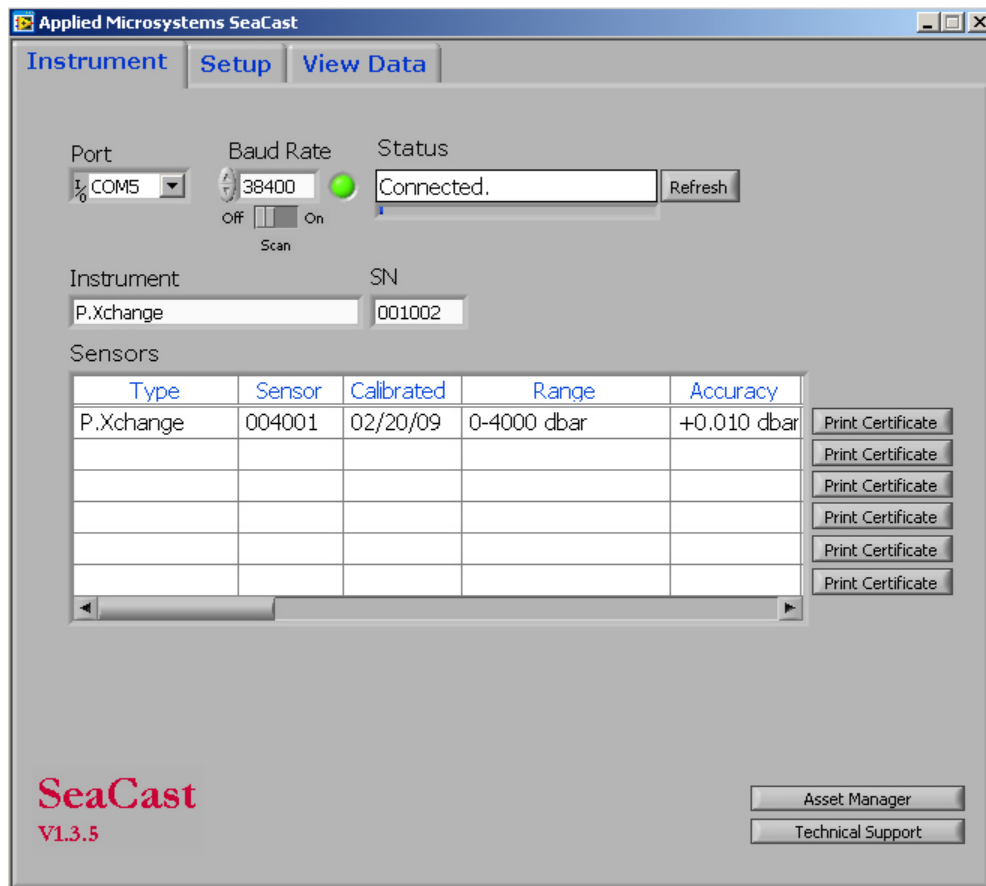 Applied Microsystems SeaCast
Instrument Setup View Data
Port Baud Rate Status
I/O COM5 38400 Connected. Refresh
Off On
Scan
Instrument SN
P.Xchange 001002
Sensors
Type Sensor Calibrated Range Accuracy
P.Xchange 004001 02/20/09 0-4000 dbar +0.010 dbar Print Certificate
Print Certificate
Print Certificate
Print Certificate
Print Certificate
Print Certificate
SeaCast
V1.3.5
Asset Manager
Technical Support